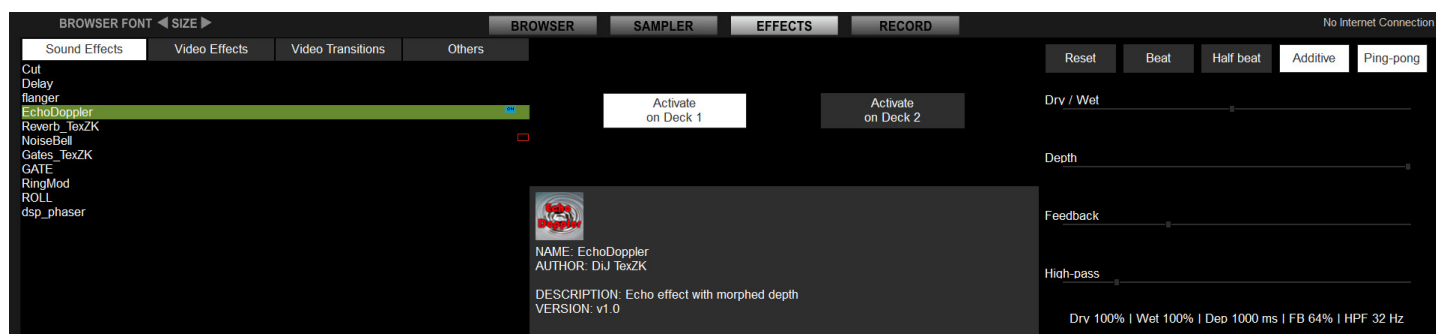 BROWSER FONT ◀ SIZE ▶
BROWSER SAMPLER EFFECTS RECORD
No Internet Connection
Sound Effects Video Effects Video Transitions Others
Cut
Delay
flanger
EchoDoppler ON
Reverb_TexZK
NoiseBell
Gates_TexZK
GATE
RingMod
ROLL
dsp_phaser
Activate
on Deck 1
Activate
on Deck 2
Echo
Doppler
NAME: EchoDoppler
AUTHOR: DiJ TexZK
DESCRIPTION: Echo effect with morphed depth
VERSION: v1.0
Reset Beat Half beat Additive Ping-pong
Dry / Wet
Depth
Feedback
High-pass
Dry 100% | Wet 100% | Dep 1000 ms | FB 64% | HPF 32 Hz